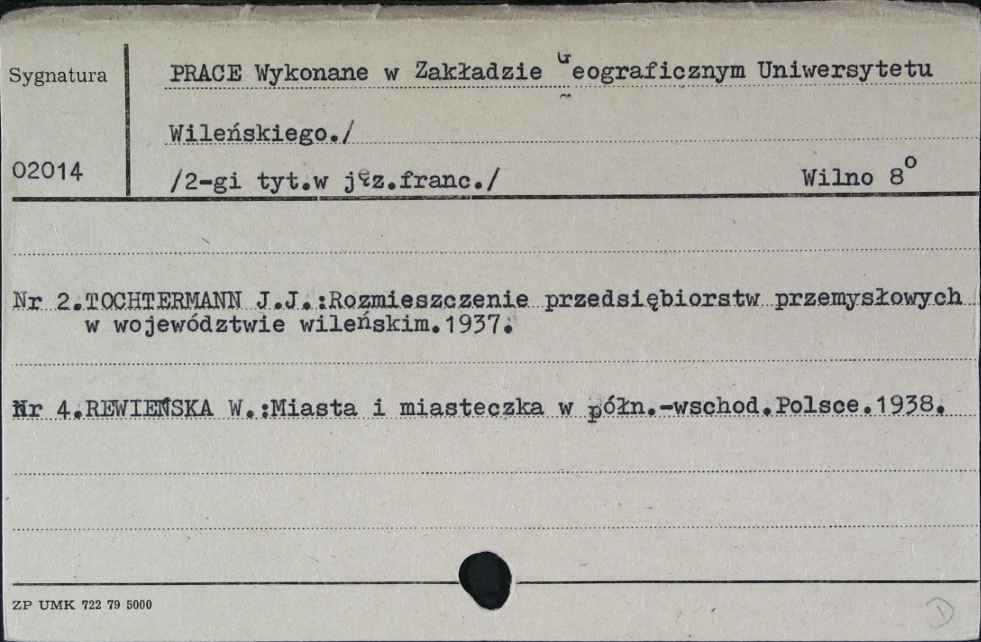 Sygnatura
PRACE Wykonane w Zakładzie Geograficznym Uniwersytetu
Wileńskiego./
02014
/2-gi tyt.w jęz.franc./ Wilno 8°
Nr 2.TOCHTERMANN J.J.:Rozmieszczenie przedsiębiorstw przemysłowych
w województwie wileńskim.1937.
Nr 4.REWIEŃSKA W.:Miasta i miasteczka w półn.-wschod.Polsce.1938.
ZP UMK 722 79 5000
D